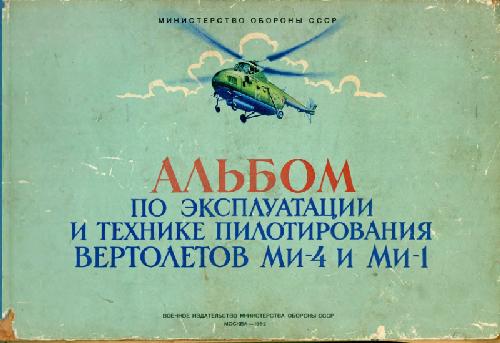 МИНИСТЕРСТВО ОБОРОНЫ СССР
АЛЬБОМ
ПО ЭКСПЛУАТАЦИИ
И ТЕХНИКЕ ПИЛОТИРОВАНИЯ
ВЕРТОЛЕТОВ МИ-4 И МИ-1
ВОЕННОЕ ИЗДАТЕЛЬСТВО МИНИСТЕРСТВА ОБОРОНЫ СССР
МОСКВА—